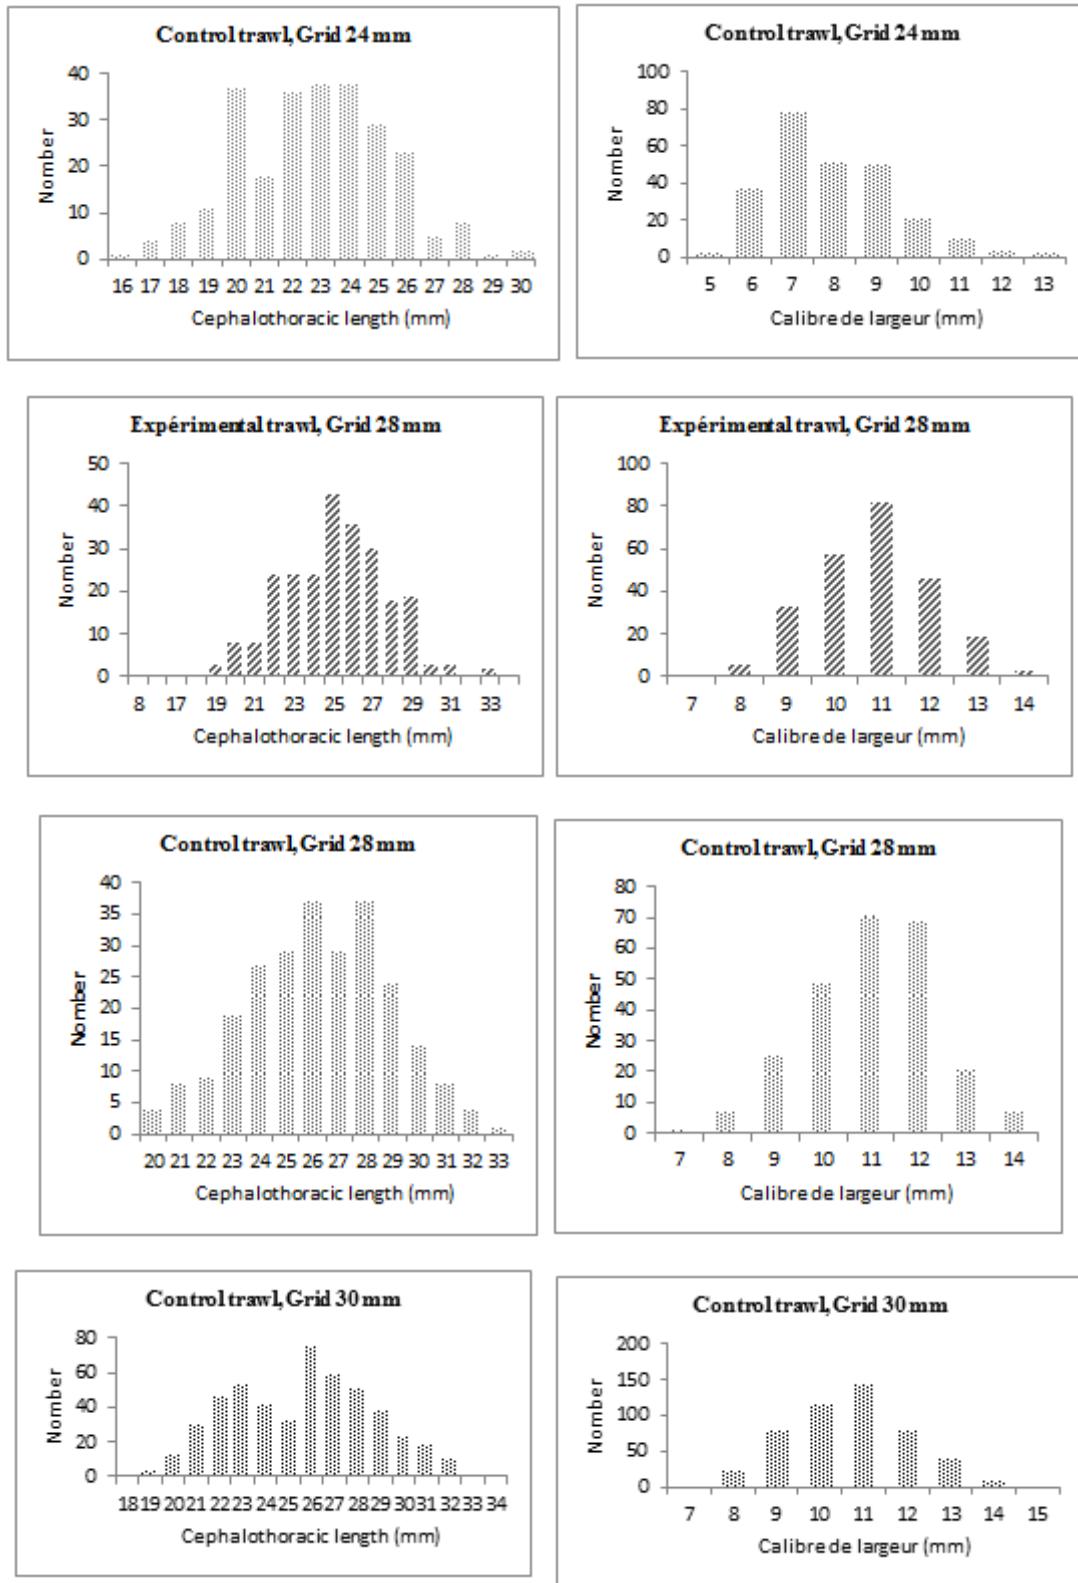 Control trawl, Grid 24 mm
40
30
20
10
0
Nomber
16 17 18 19 20 21 22 23 24 25 26 27 28 29 30
Cephalothoracic length (mm)
Control trawl, Grid 24 mm
100
80
60
40
20
0
Nomber
5 6 7 8 9 10 11 12 13
Calibre de largeur (mm)
Expérimental trawl, Grid 28 mm
50
40
30
20
10
0
Nomber
8 17 19 21 23 25 27 29 31 33
Cephalothoracic length (mm)
Expérimental trawl, Grid 28 mm
100
80
60
40
20
0
Nomber
7 8 9 10 11 12 13 14
Calibre de largeur (mm)
Control trawl, Grid 28 mm
40
35
30
25
20
15
10
5
0
Nomber
20 21 22 23 24 25 26 27 28 29 30 31 32 33
Cephalothoracic length (mm)
Control trawl, Grid 28 mm
80
70
60
50
40
30
20
10
0
Nomber
7 8 9 10 11 12 13 14
Calibre de largeur (mm)
Control trawl, Grid 30 mm
80
60
40
20
0
Nomber
18 19 20 21 22 23 24 25 26 27 28 29 30 31 32 33 34
Cephalothoracic length (mm)
Control trawl, Grid 30 mm
200
150
100
50
0
Nomber
7 8 9 10 11 12 13 14 15
Calibre de largeur (mm)